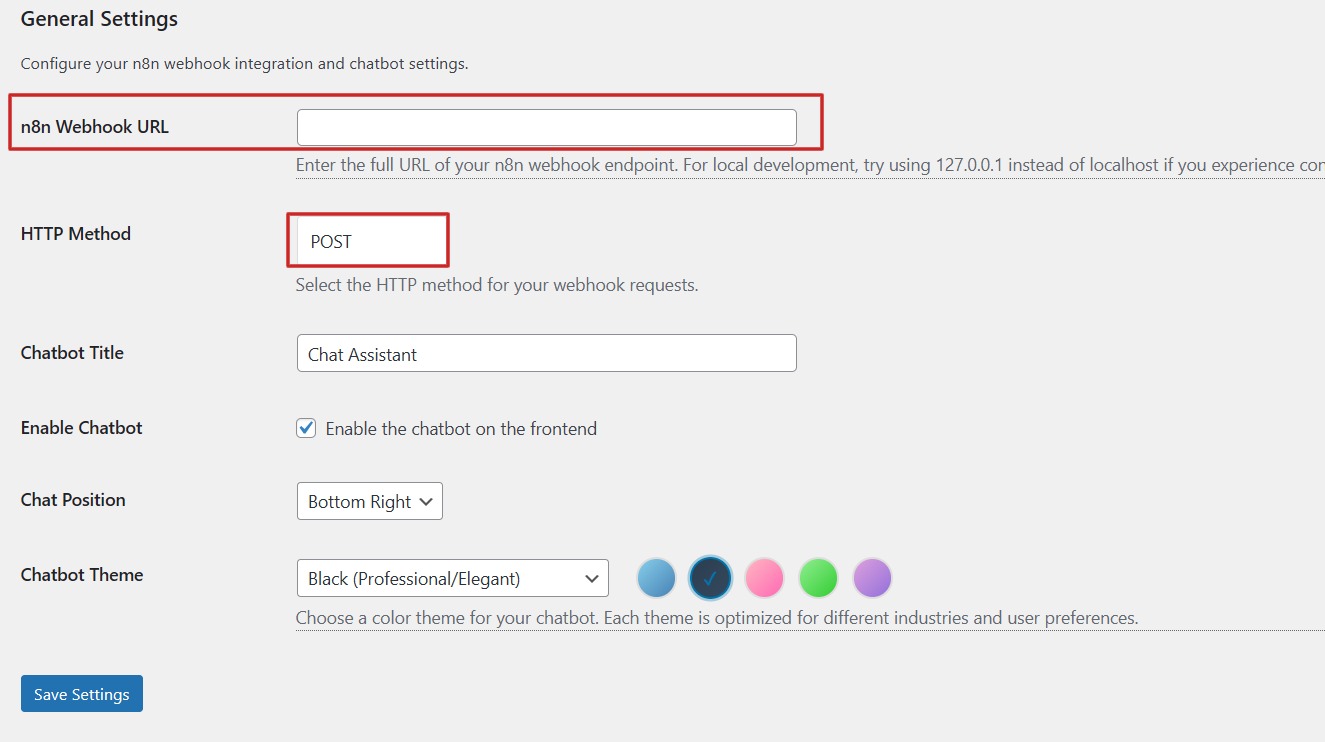 General Settings
Configure your n8n webhook integration and chatbot settings.
n8n Webhook URL
Enter the full URL of your n8n webhook endpoint. For local development, try using 127.0.0.1 instead of localhost if you experience
HTTP Method
POST
Select the HTTP method for your webhook requests.
Chatbot Title
Chat Assistant
Enable Chatbot
Enable the chatbot on the frontend
Chat Position
Bottom Right
Chatbot Theme
Black (Professional/Elegant)
Choose a color theme for your chatbot. Each theme is optimized for different industries and user preferences.
Save Settings